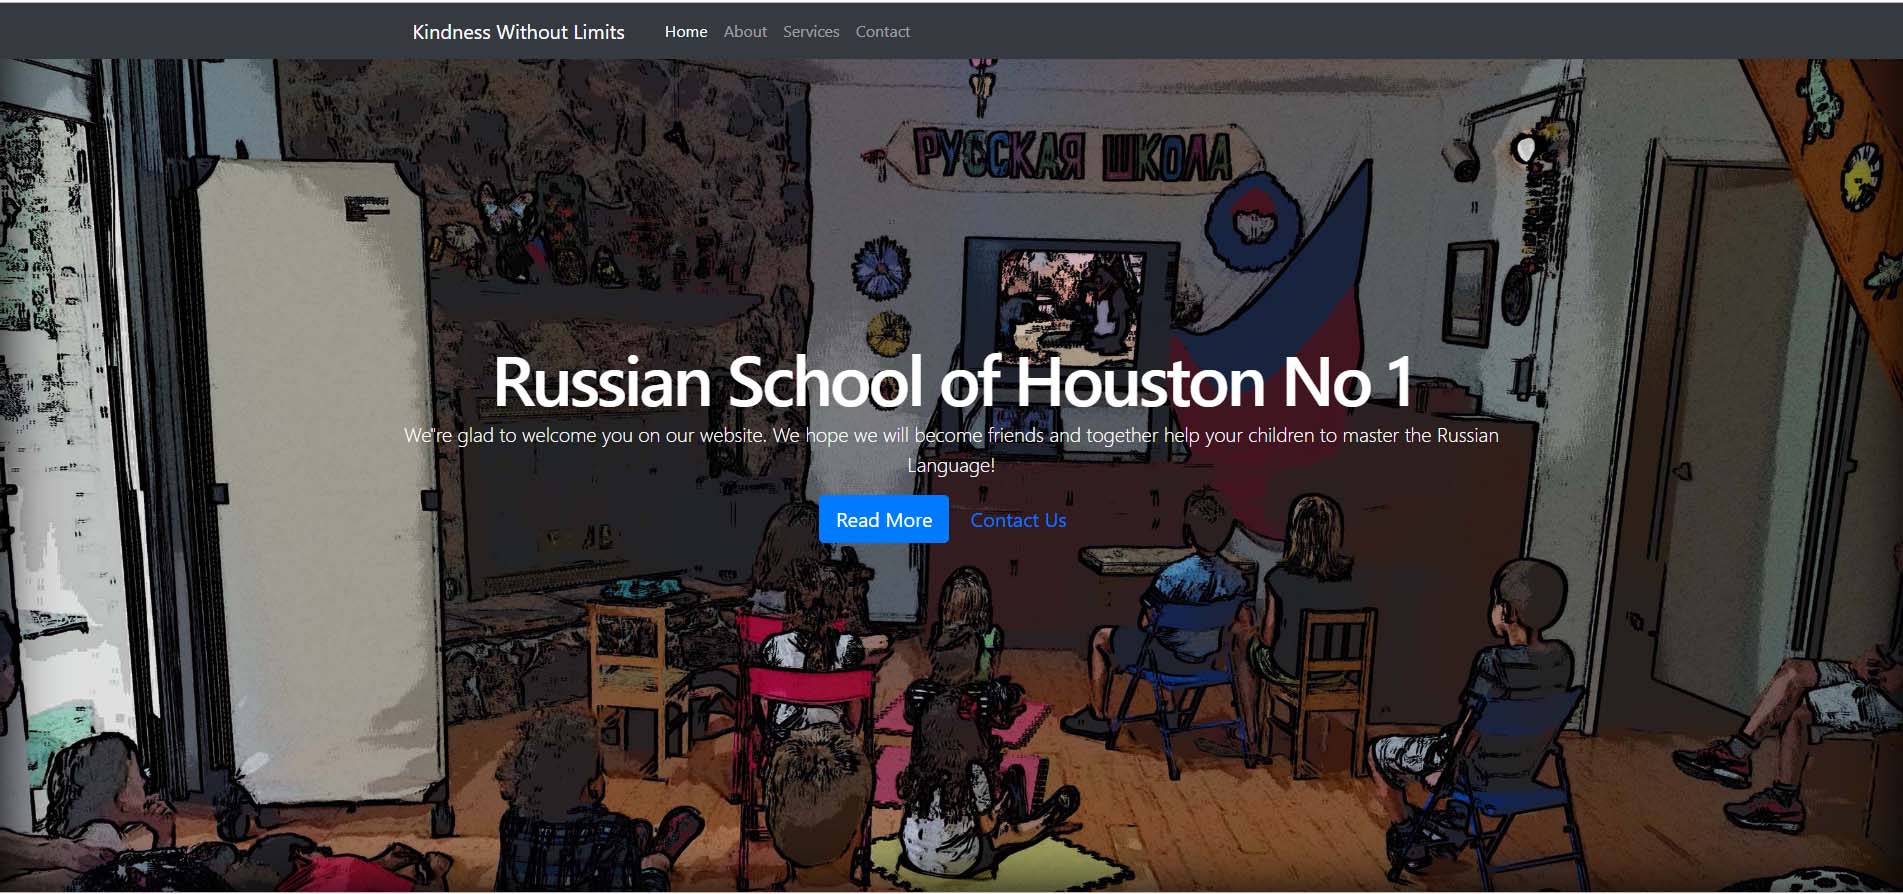 Kindness Without Limits
Home About Services Contact
РУССКАЯ ШКОЛА
Russian School of Houston No 1
We"re glad to welcome you on our website. We hope we will become friends and together help your children to master the Russian
Language!
Read More Contact Us